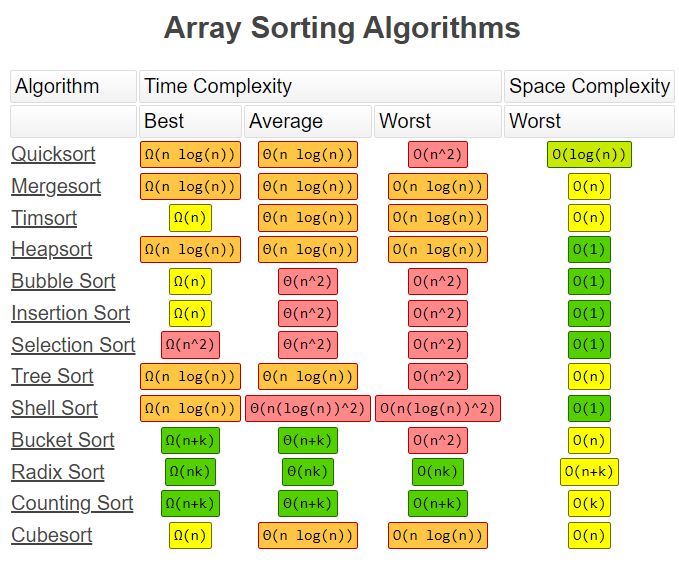 Array Sorting Algorithms
Algorithm Time Complexity Space Complexity
Best Average Worst Worst
Quicksort Ω(n log(n)) Θ(n log(n)) O(n^2) O(log(n))
Mergesort Ω(n log(n)) Θ(n log(n)) O(n log(n)) O(n)
Timsort Ω(n) Θ(n log(n)) O(n log(n)) O(n)
Heapsort Ω(n log(n)) Θ(n log(n)) O(n log(n)) O(1)
Bubble Sort Ω(n) Θ(n^2) O(n^2) O(1)
Insertion Sort Ω(n) Θ(n^2) O(n^2) O(1)
Selection Sort Ω(n^2) Θ(n^2) O(n^2) O(1)
Tree Sort Ω(n log(n)) Θ(n log(n)) O(n^2) O(n)
Shell Sort Ω(n log(n)) Θ(n(log(n))^2) O(n(log(n))^2) O(1)
Bucket Sort Ω(n+k) Θ(n+k) O(n^2) O(n)
Radix Sort Ω(nk) Θ(nk) O(nk) O(n+k)
Counting Sort Ω(n+k) Θ(n+k) O(n+k) O(k)
Cubesort Ω(n) Θ(n log(n)) O(n log(n)) O(n)